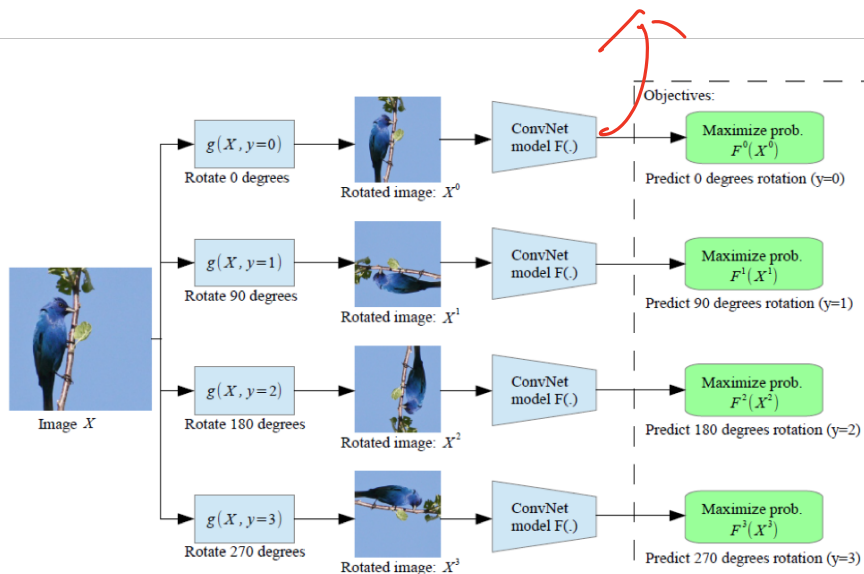 Objectives:
g(X, y=0)
Rotate 0 degrees
Rotated image: X⁰
ConvNet
model F(.)
Maximize prob.
F⁰(X⁰)
Predict 0 degrees rotation (y=0)
g(X, y=1)
Rotate 90 degrees
Rotated image: X¹
ConvNet
model F(.)
Maximize prob.
F¹(X¹)
Predict 90 degrees rotation (y=1)
Image X
g(X, y=2)
Rotate 180 degrees
Rotated image: X²
ConvNet
model F(.)
Maximize prob.
F²(X²)
Predict 180 degrees rotation (y=2)
g(X, y=3)
Rotate 270 degrees
Rotated image: X³
ConvNet
model F(.)
Maximize prob.
F³(X³)
Predict 270 degrees rotation (y=3)